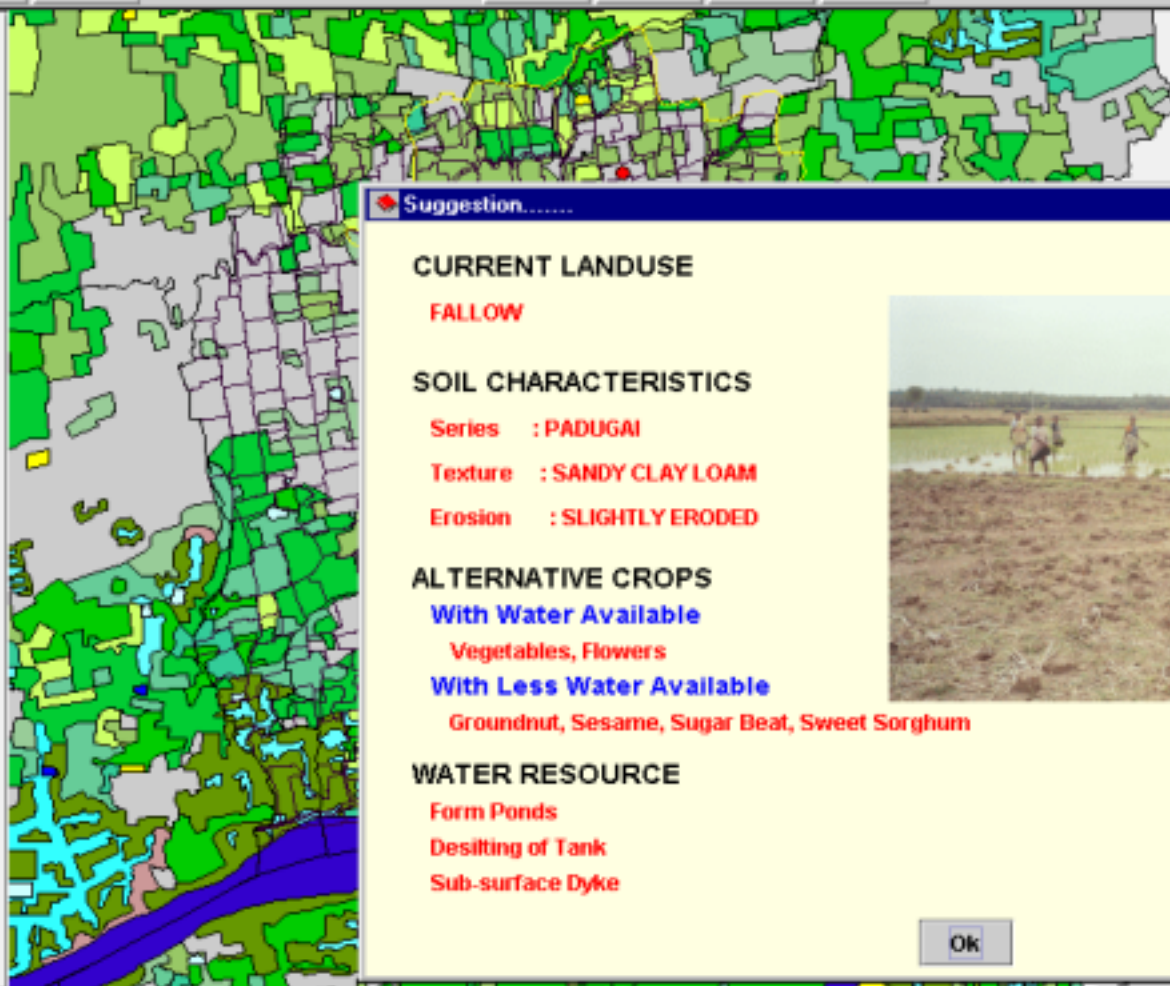 Suggestion.......
CURRENT LANDUSE
FALLOW
SOIL CHARACTERISTICS
Series : PADUGAI
Texture : SANDY CLAY LOAM
Erosion : SLIGHTLY ERODED
ALTERNATIVE CROPS
With Water Available
Vegetables, Flowers
With Less Water Available
Groundnut, Sesame, Sugar Beat, Sweet Sorghum
WATER RESOURCE
Form Ponds
Desilting of Tank
Sub-surface Dyke
Ok